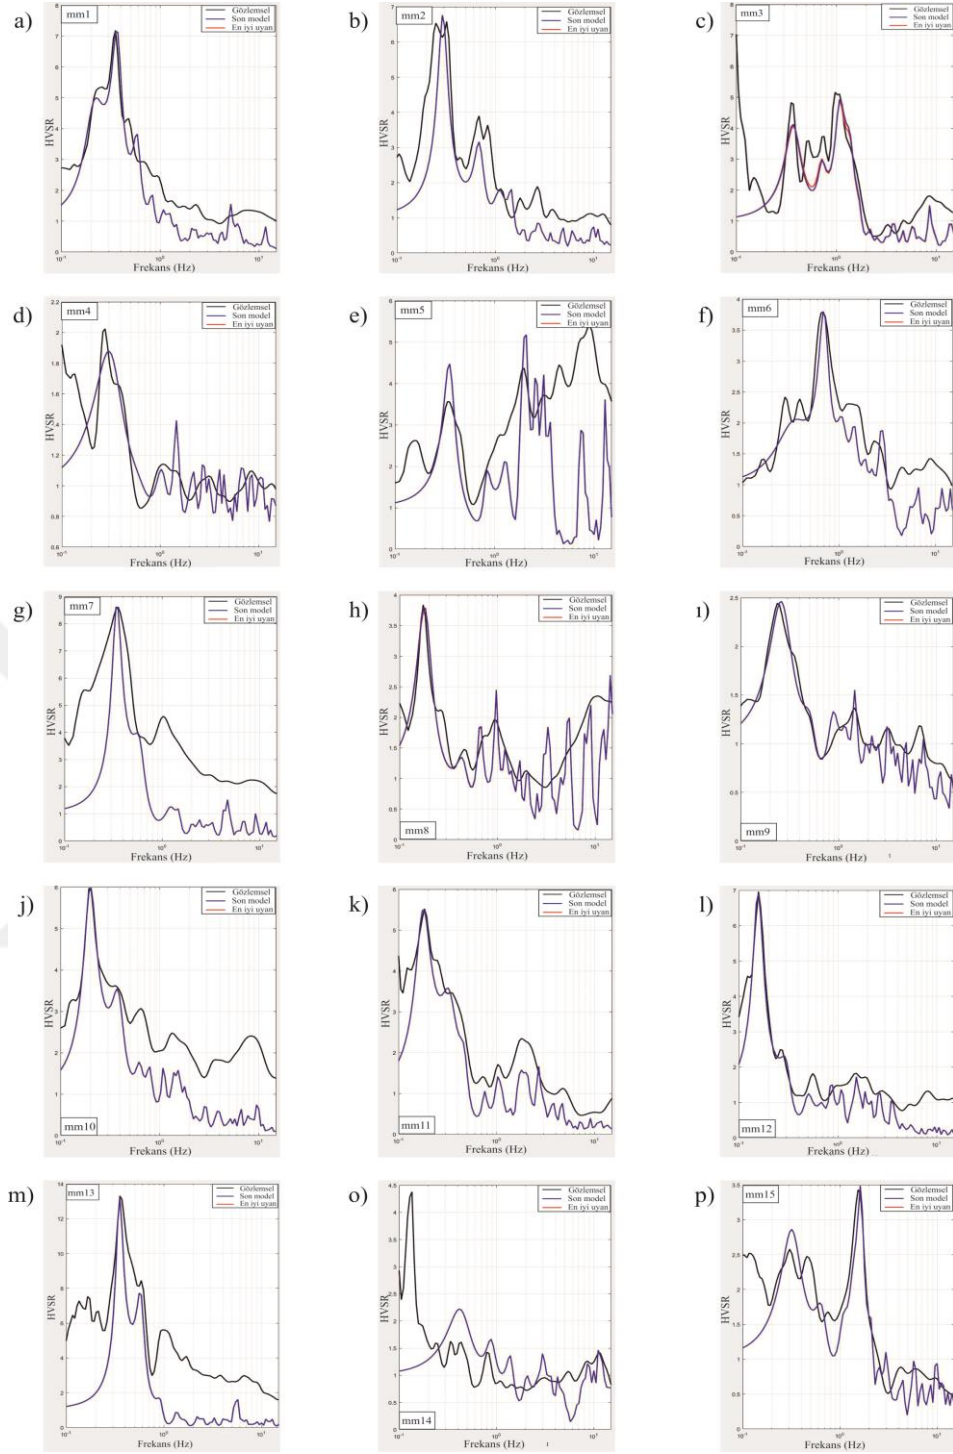 a)
mm1
Gözlemsel
Son model
En iyi uyan
HVSR
Frekans (Hz)
b)
mm2
Gözlemsel
Son model
En iyi uyan
HVSR
Frekans (Hz)
c)
mm3
Gözlemsel
Son model
En iyi uyan
HVSR
Frekans (Hz)
d)
mm4
Gözlemsel
Son model
En iyi uyan
HVSR
Frekans (Hz)
e)
mm5
Gözlemsel
Son model
En iyi uyan
HVSR
Frekans (Hz)
f)
mm6
Gözlemsel
Son model
En iyi uyan
HVSR
Frekans (Hz)
g)
mm7
Gözlemsel
Son model
En iyi uyan
HVSR
Frekans (Hz)
h)
Gözlemsel
Son model
En iyi uyan
HVSR
mm8
Frekans (Hz)
ı)
Gözlemsel
Son model
En iyi uyan
HVSR
mm9
Frekans (Hz)
j)
Gözlemsel
Son model
En iyi uyan
HVSR
mm10
Frekans (Hz)
k)
Gözlemsel
Son model
En iyi uyan
HVSR
mm11
Frekans (Hz)
l)
Gözlemsel
Son model
En iyi uyan
HVSR
mm12
Frekans (Hz)
m)
mm13
Gözlemsel
Son model
En iyi uyan
HVSR
Frekans (Hz)
o)
Gözlemsel
Son model
En iyi uyan
HVSR
mm14
Frekans (Hz)
p)
mm15
Gözlemsel
Son model
En iyi uyan
HVSR
Frekans (Hz)